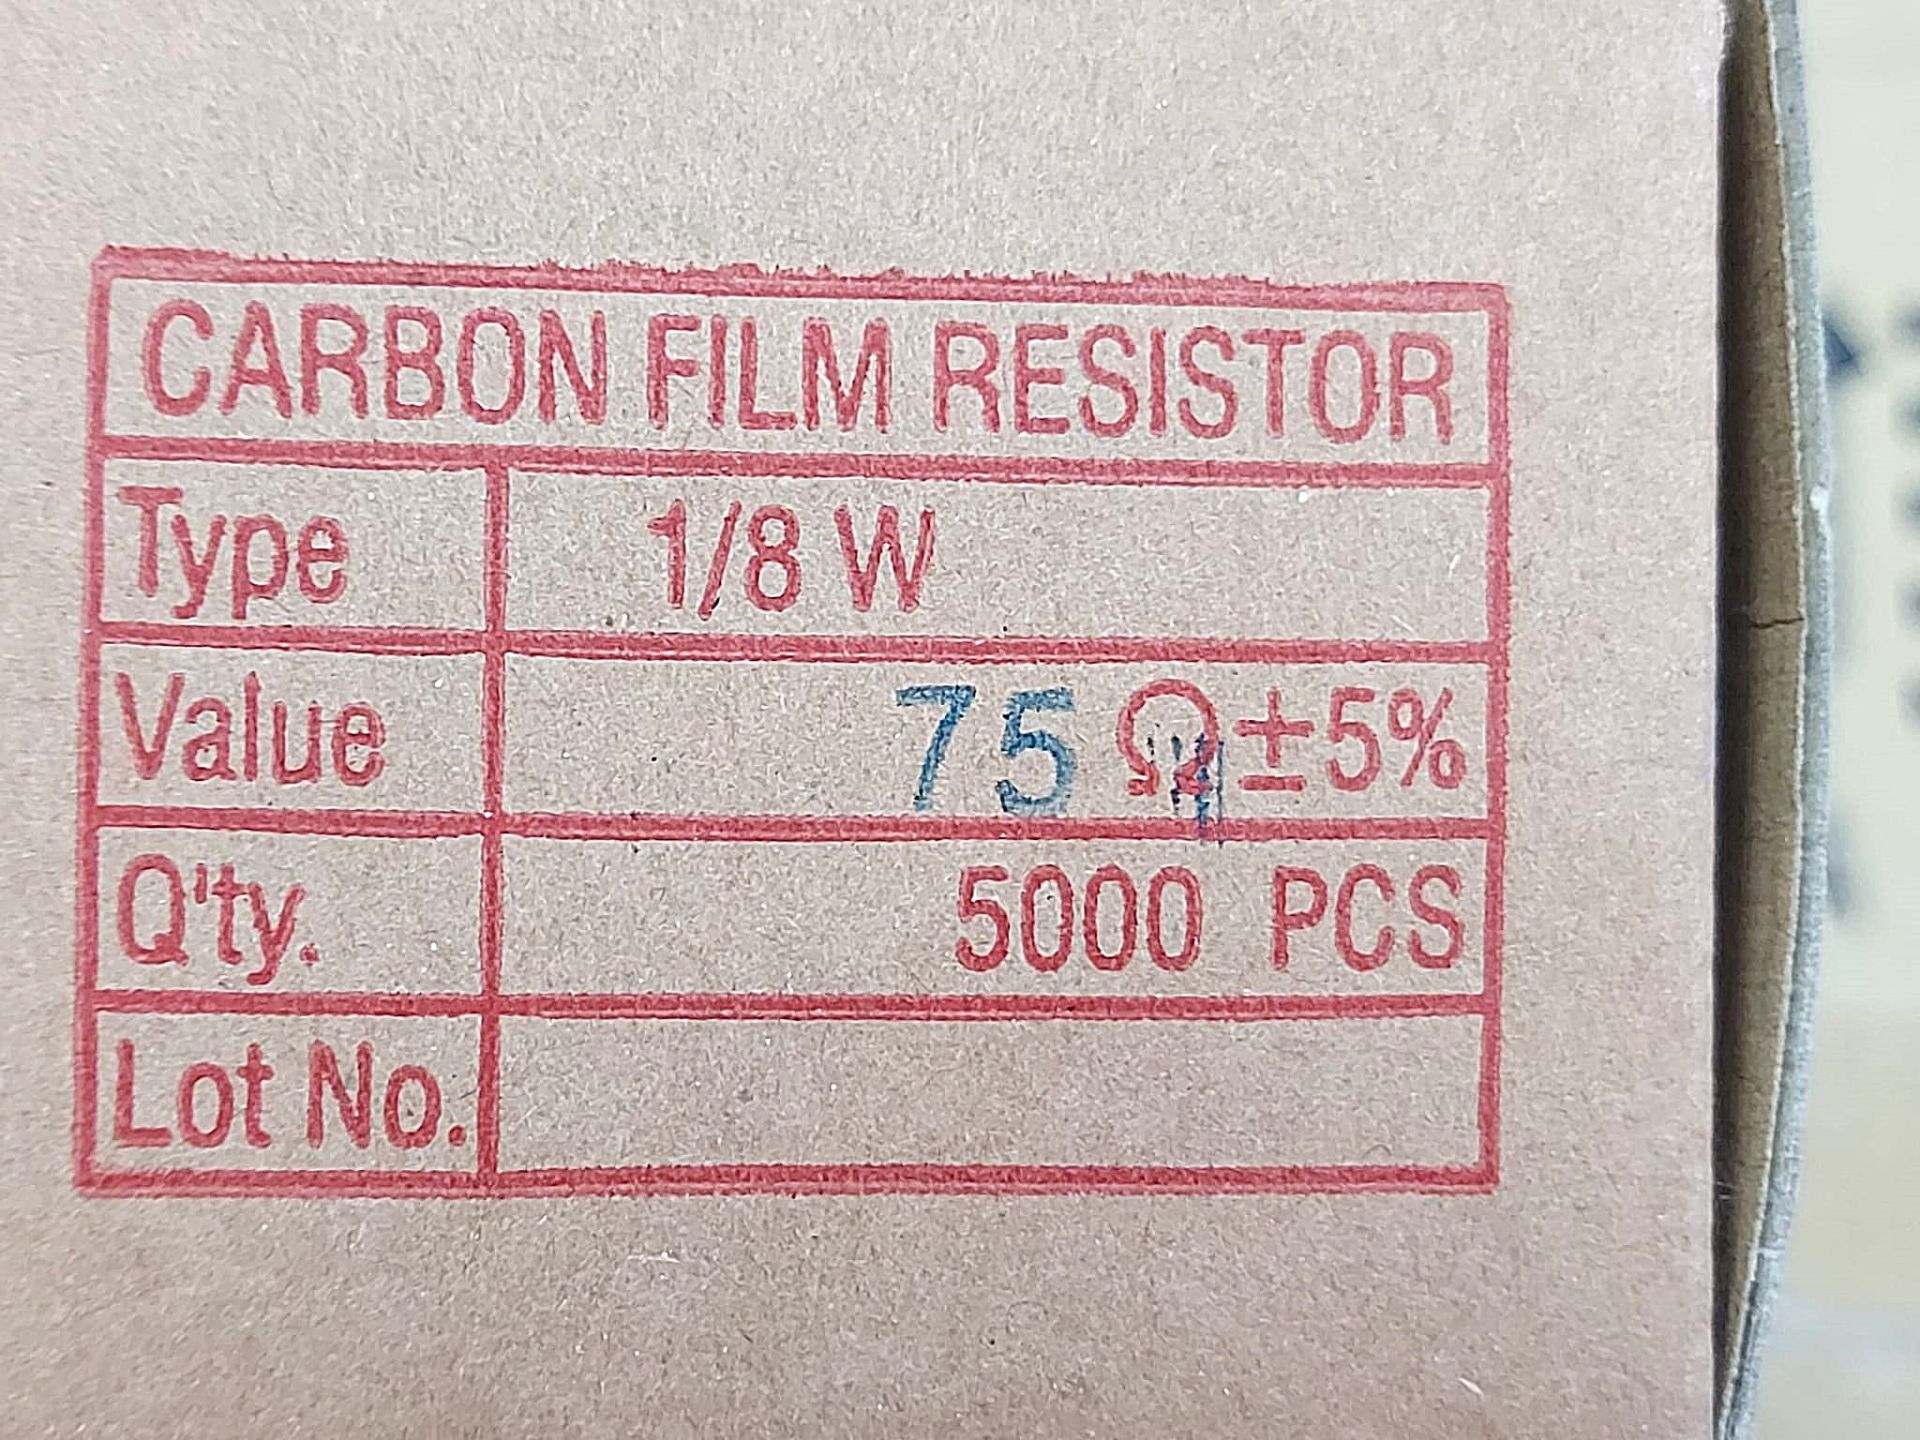 CARBON FILM RESISTOR
Type 1/8 W
Value 75 Ω ±5%
Q'ty. 5000 PCS
Lot No.